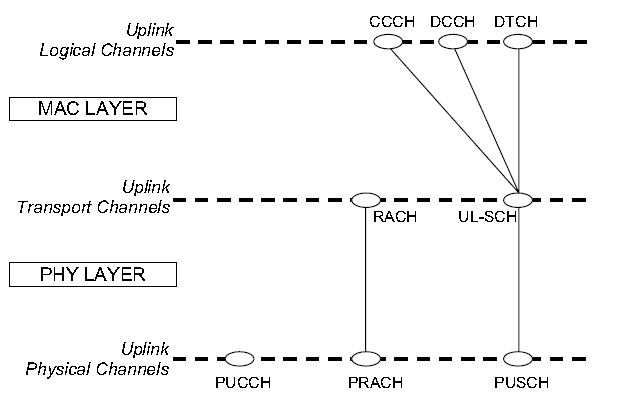 CCCH DCCH DTCH
Uplink
Logical Channels
MAC LAYER
Uplink
Transport Channels
RACH UL-SCH
PHY LAYER
Uplink
Physical Channels
PUCCH PRACH PUSCH